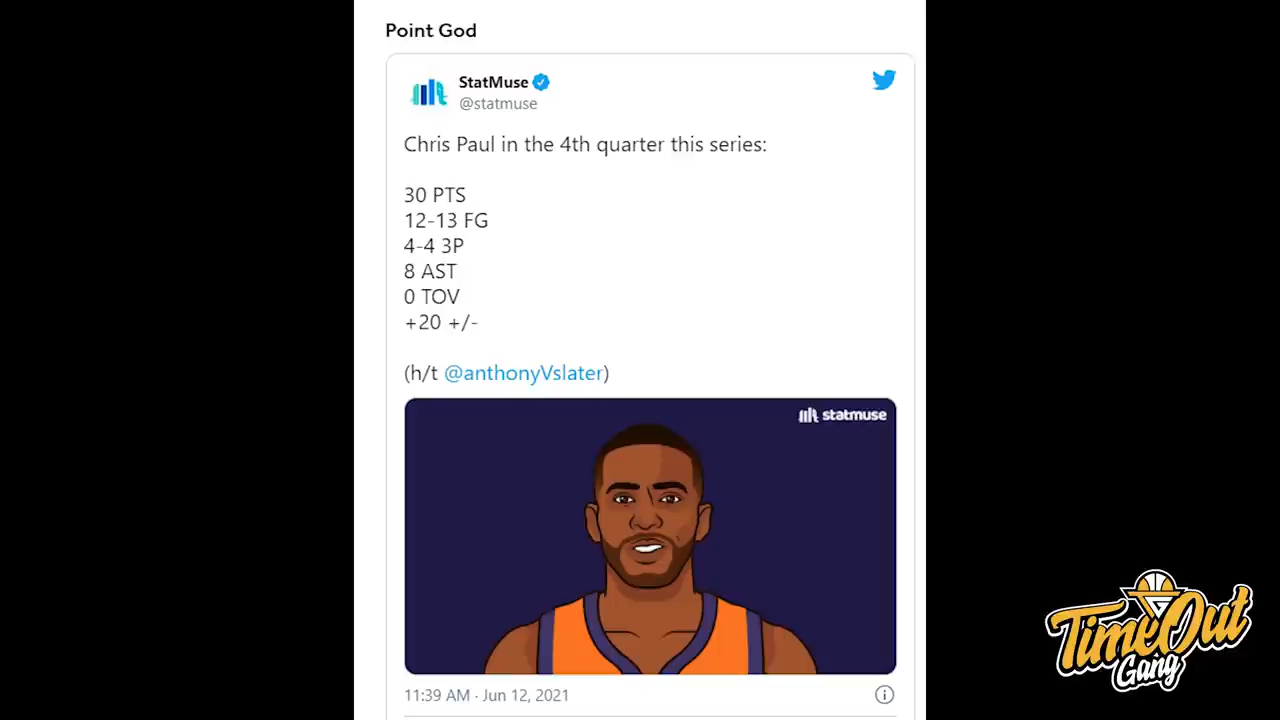 Point God
StatMuse
@statmuse
Chris Paul in the 4th quarter this series:
30 PTS
12-13 FG
4-4 3P
8 AST
0 TOV
+20 +/-
(h/t @anthonyVslater)
statmuse
11:39 AM · Jun 12, 2021
TimeOut
Gang